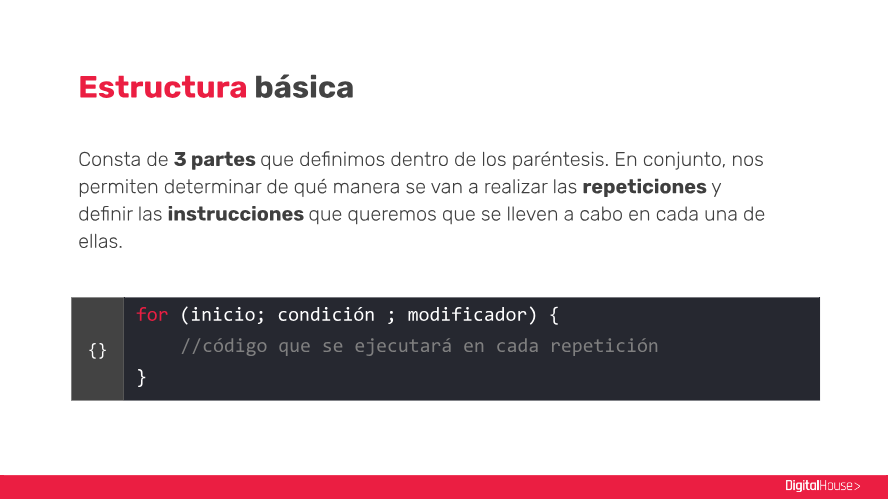 Estructura básica
Consta de 3 partes que definimos dentro de los paréntesis. En conjunto, nos
permiten determinar de qué manera se van a realizar las repeticiones y
definir las instrucciones que queremos que se lleven a cabo en cada una de
ellas.
for (inicio; condición ; modificador) {
{}
//código que se ejecutará en cada repetición
}
DigitalHouse>